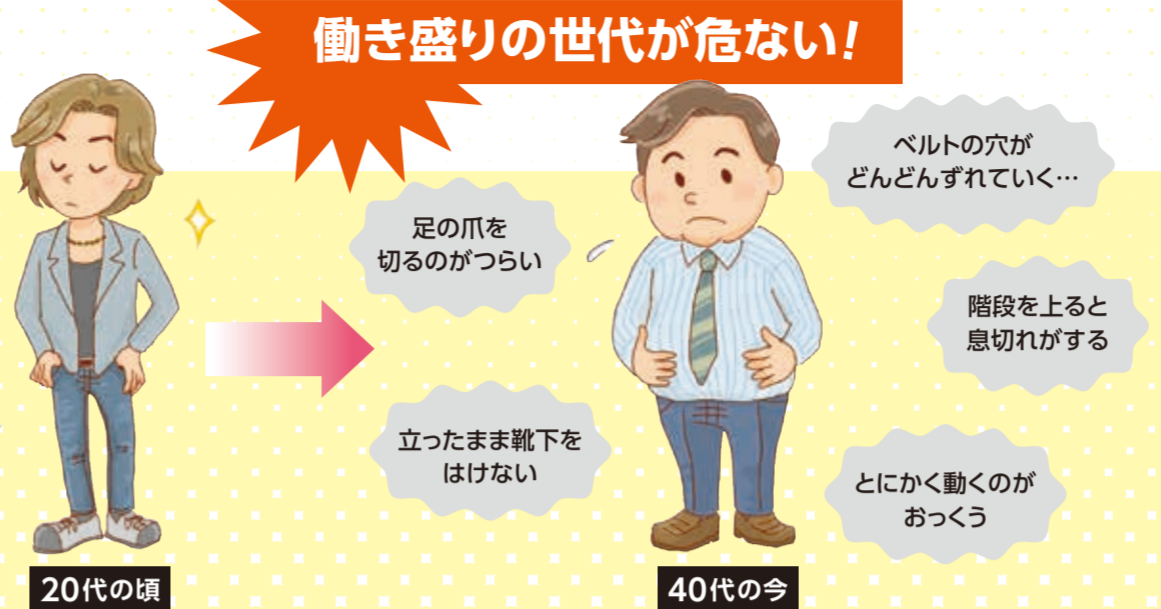 働き盛りの世代が危ない!
足の爪を
切るのがつらい
立ったまま靴下を
はけない
ベルトの穴が
どんどんずれていく…
階段を上ると
息切れがする
とにかく動くのが
おっくう
20代の頃
40代の今